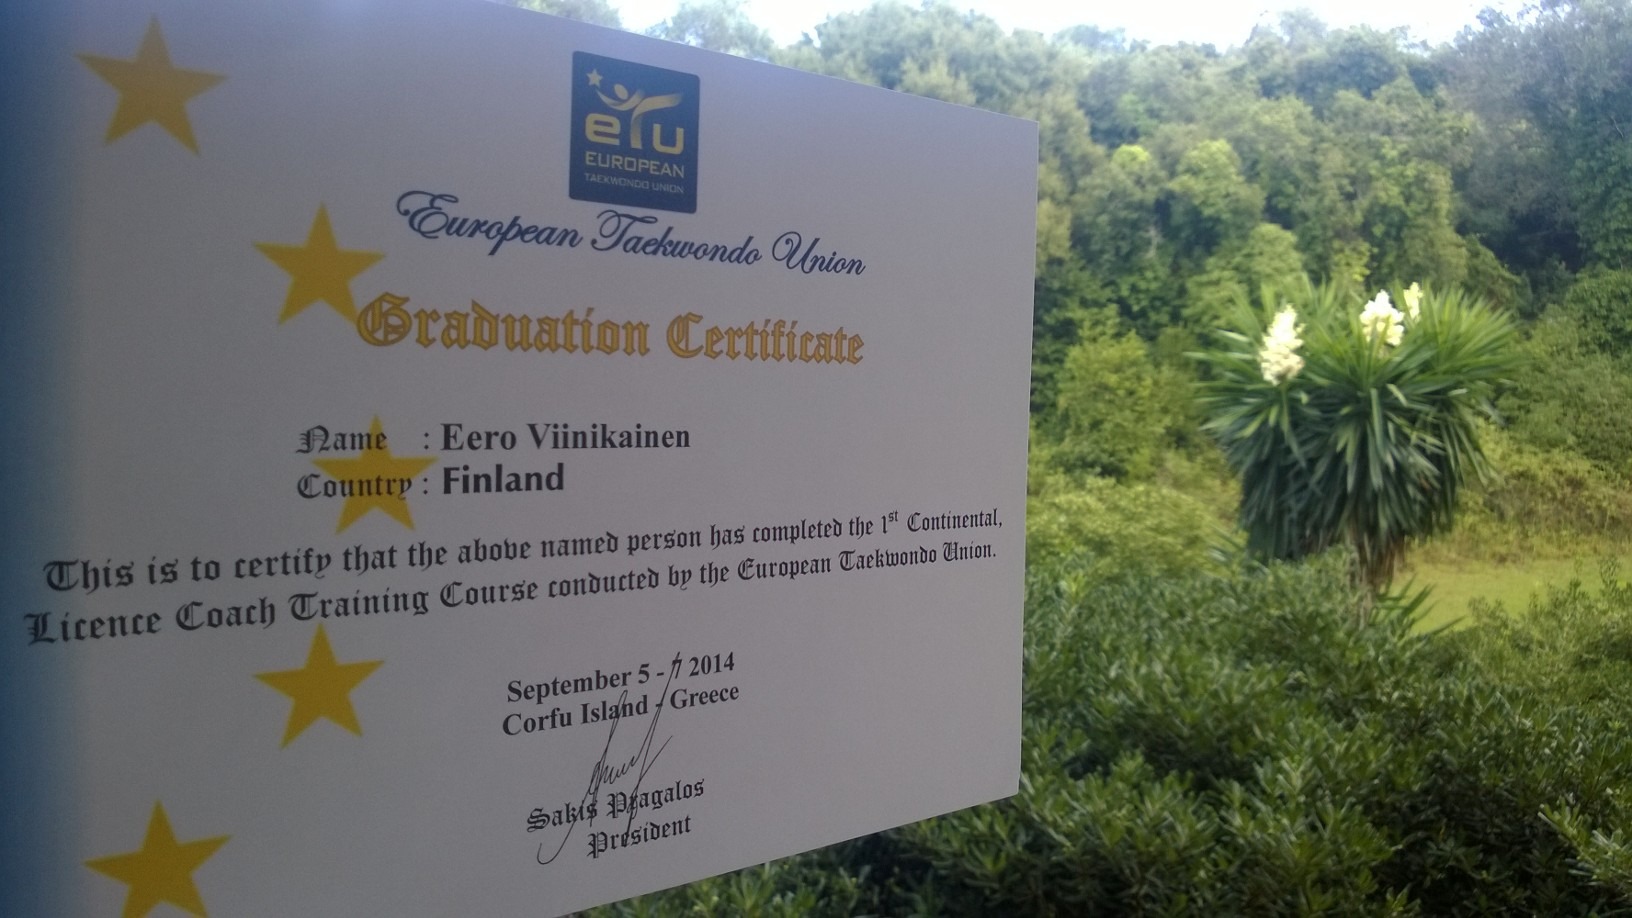 eTU
EUROPEAN
TAEKWONDO UNION
European Taekwondo Union
Graduation Certificate
Name : Eero Viinikainen
Country : Finland
This is to certify that the above named person has completed the 1st Continental,
Licence Coach Training Course conducted by the European Taekwondo Union.
September 5 - 7 2014
Corfu Island - Greece
Sakis Pragalos
President